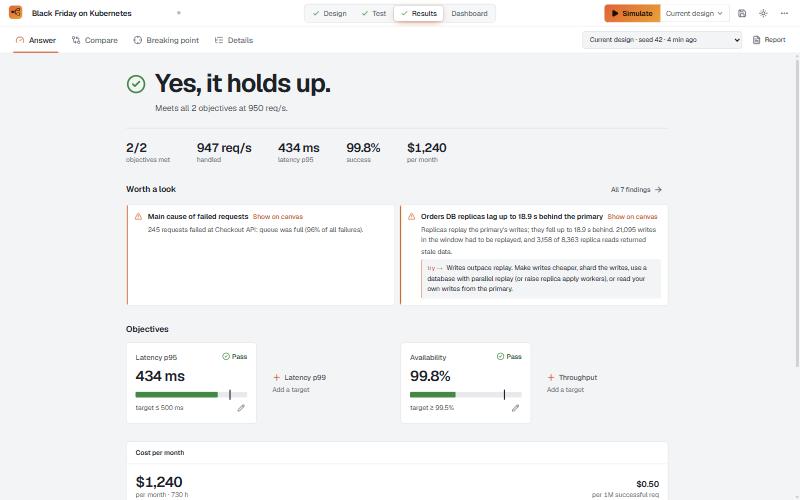 Black Friday on Kubernetes
Design
Test
Results
Dashboard
Simulate
Current design
Answer
Compare
Breaking point
Details
Current design · seed 42 · 4 min ago
Report
Yes, it holds up.
Meets all 2 objectives at 950 req/s.
2/2
objectives met
947 req/s
handled
434 ms
latency p95
99.8%
success
$1,240
per month
Worth a look
All 7 findings →
Main cause of failed requests Show on canvas
245 requests failed at Checkout API: queue was full (96% of all failures).
Orders DB replicas lag up to 18.9 s behind the primary Show on canvas
Replicas replay the primary's writes; they fell up to 18.9 s behind. 21,095 writes
in the window had to be replayed, and 3,158 of 8,363 replica reads returned
stale data.
try → Writes outpace replay. Make writes cheaper, shard the writes, use a
database with parallel replay (or raise replica apply workers), or read your
own writes from the primary.
Objectives
Latency p95
Pass
434 ms
target ≤ 500 ms
+ Latency p99
Add a target
Availability
Pass
99.8%
target ≥ 99.5%
+ Throughput
Add a target
Cost per month
$1,240
per month · 730 h
$0.50
per 1M successful req